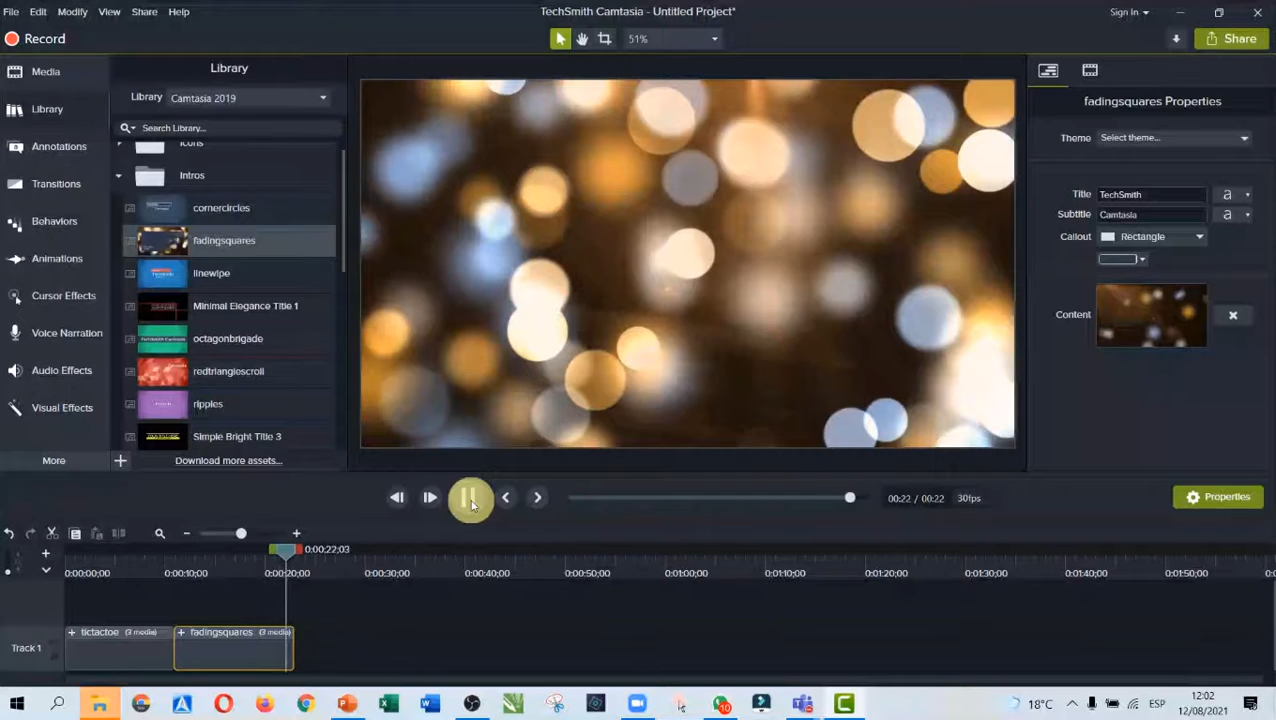 File Edit Modify View Share Help
TechSmith Camtasia - Untitled Project*
Sign In
Record
51%
Share
Media
Library
Annotations
Transitions
Behaviors
Animations
Cursor Effects
Voice Narration
Audio Effects
Visual Effects
More
Library
Library Camtasia 2019
Search Library...
Icons
Intros
cornercircles
fadingsquares
linewipe
Minimal Elegance Title 1
octagonbrigade
redtrianglescroll
ripples
Simple Bright Title 3
Download more assets...
fadingsquares Properties
Theme Select theme...
Title TechSmith a
Subtitle Camtasia a
Callout Rectangle
Content
00:22 / 00:22 30fps
Properties
0:00:22;03
0:00:00;00 0:00:10;00 0:00:20;00 0:00:30;00 0:00:40;00 0:00:50;00 0:01:00;00 0:01:10;00 0:01:20;00 0:01:30;00 0:01:40;00 0:01:50;00
Track 1
tictactoe (3 media)
fadingsquares (3 media)
10
18°C
ESP
12:02
12/08/2021